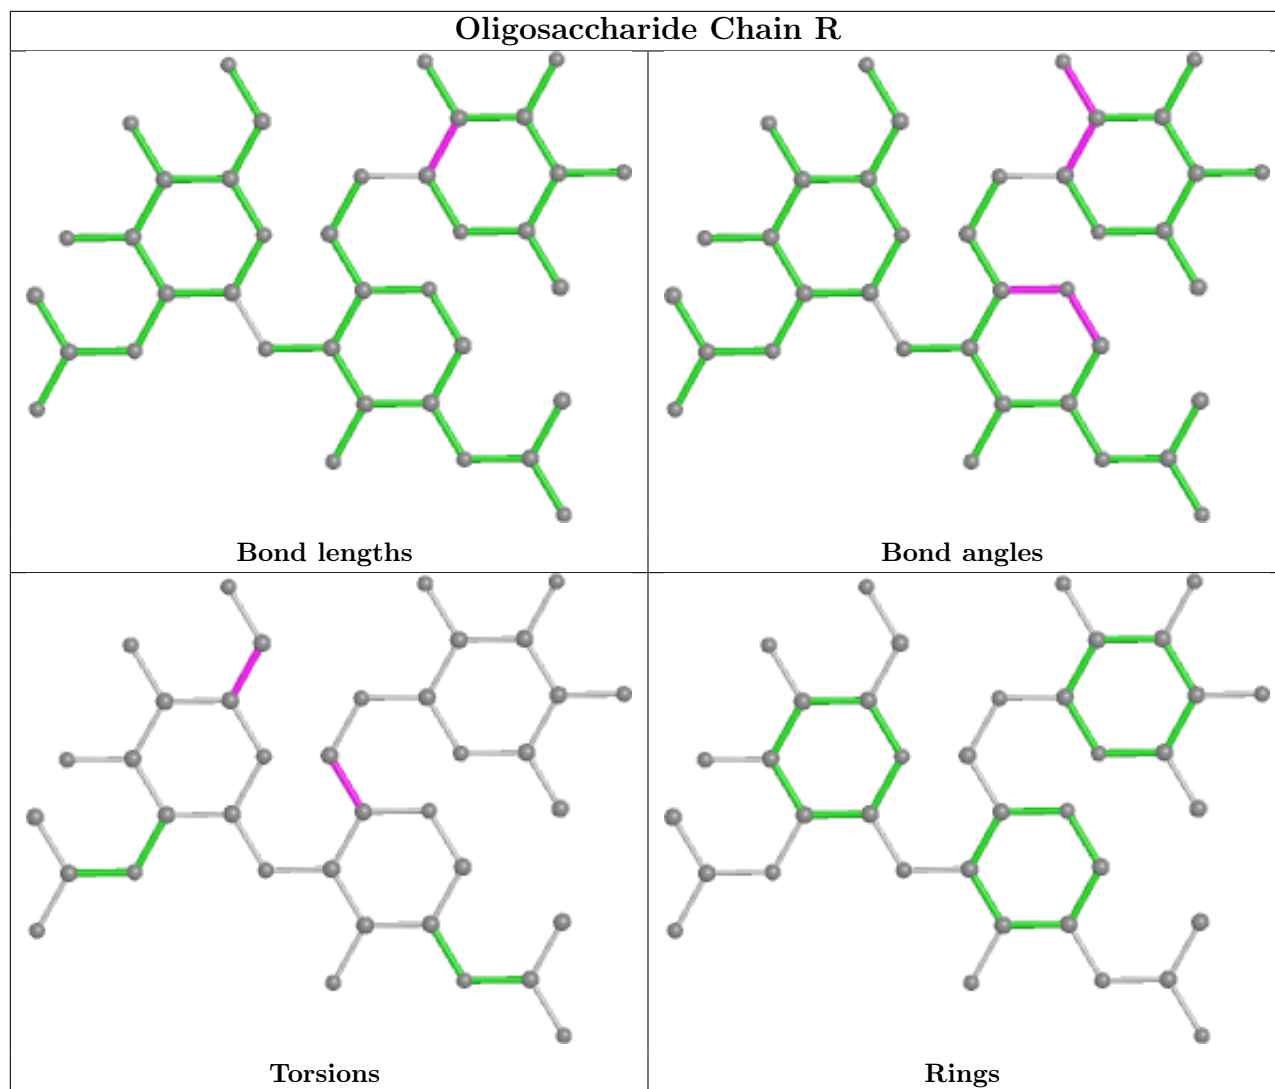 Oligosaccharide Chain R
Bond lengths
Bond angles
Torsions
Rings